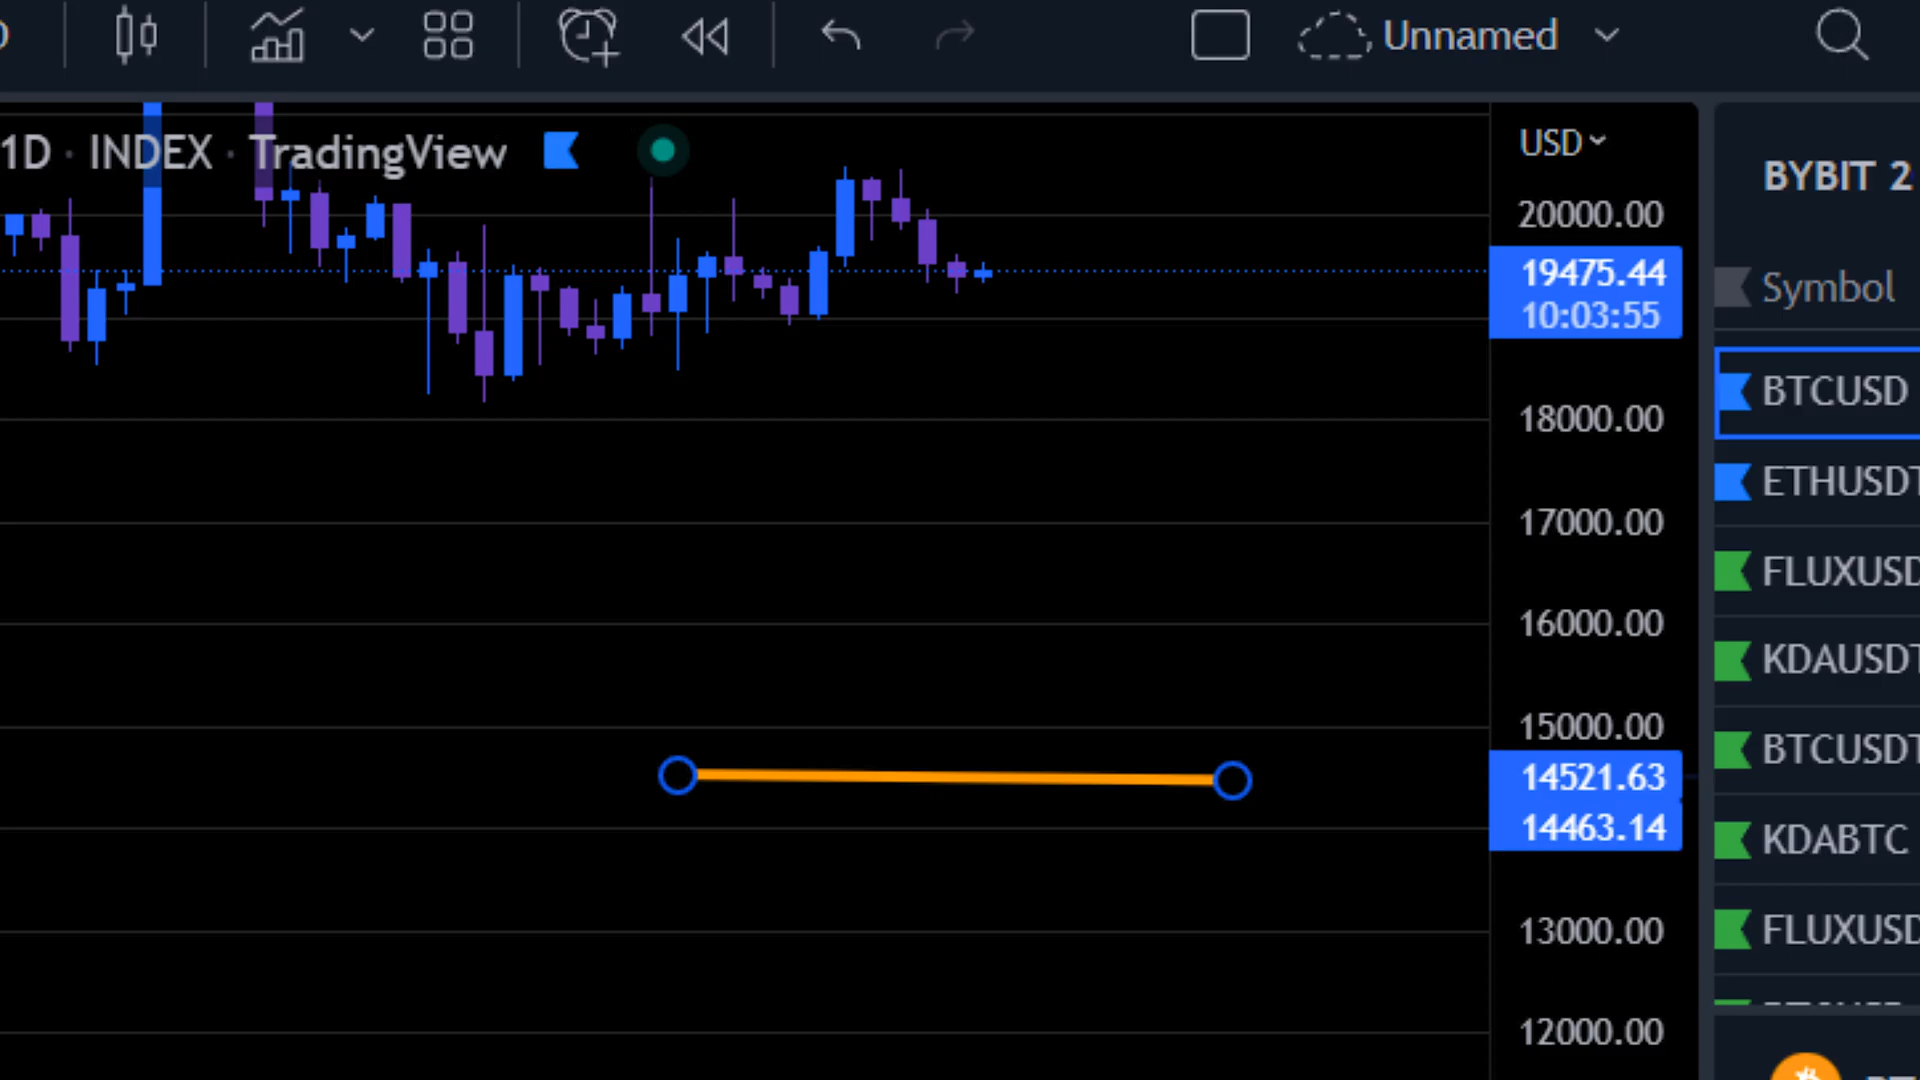 Unnamed
1D · INDEX · TradingView
USD
20000.00
19475.44
10:03:55
18000.00
17000.00
16000.00
15000.00
14521.63
14463.14
13000.00
12000.00
BYBIT 2
Symbol
BTCUSD
ETHUSDT
FLUXUSD
KDAUSDT
BTCUSDT
KDABTC
FLUXUSD